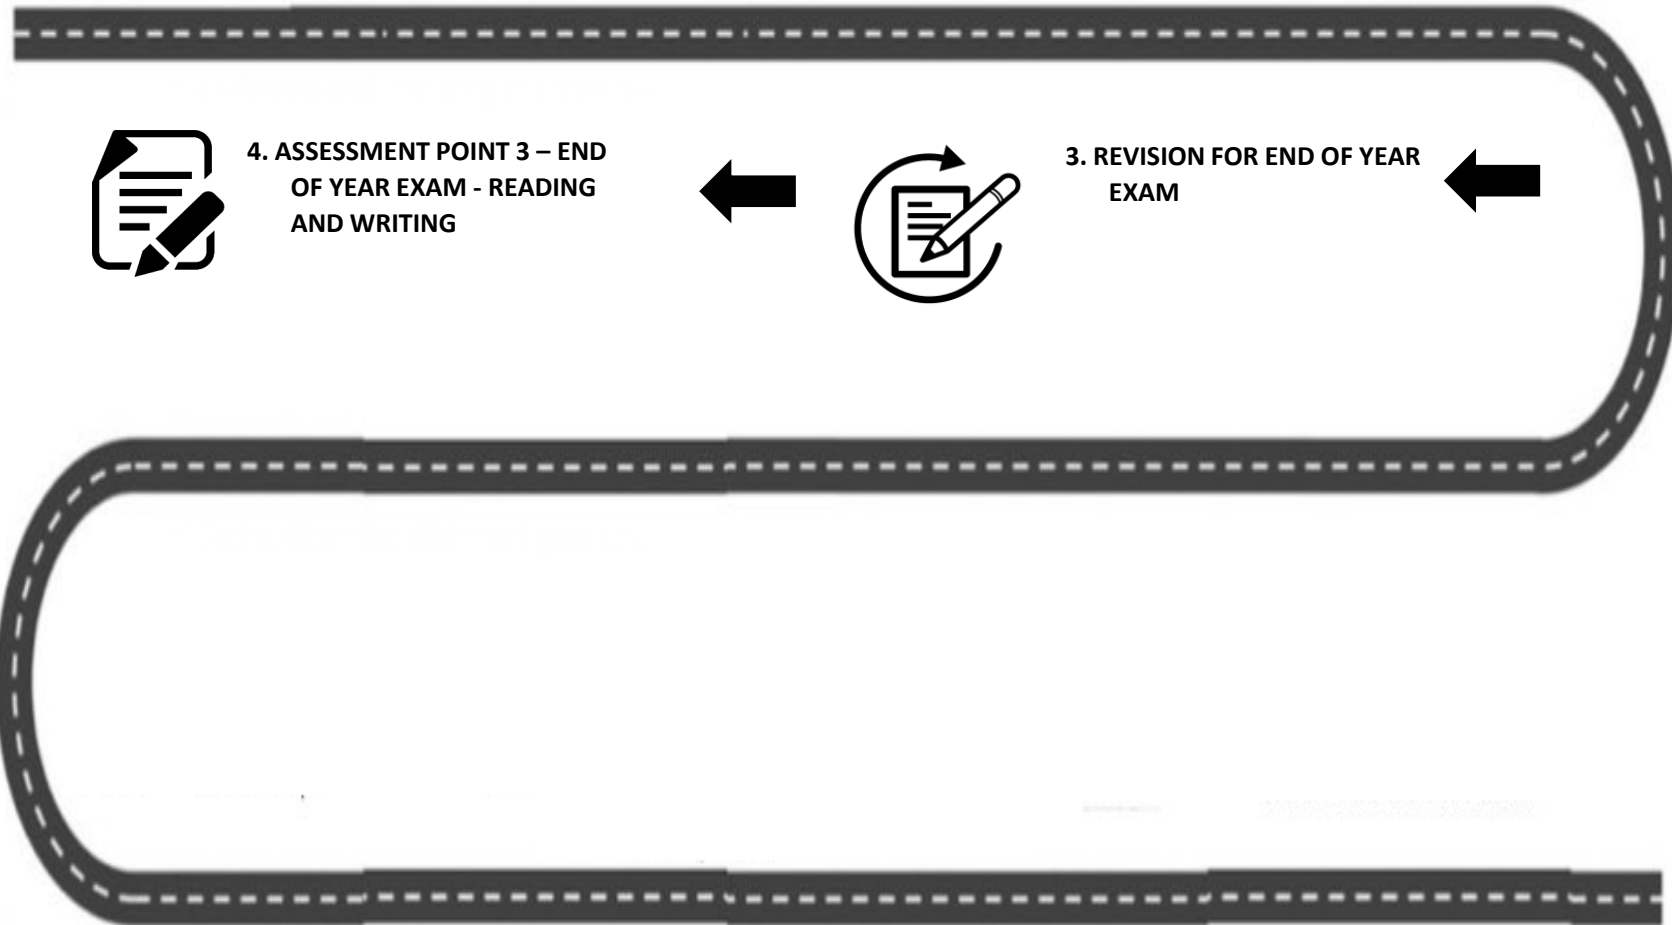 4. ASSESSMENT POINT 3 – END
OF YEAR EXAM - READING
AND WRITING
3. REVISION FOR END OF YEAR
EXAM